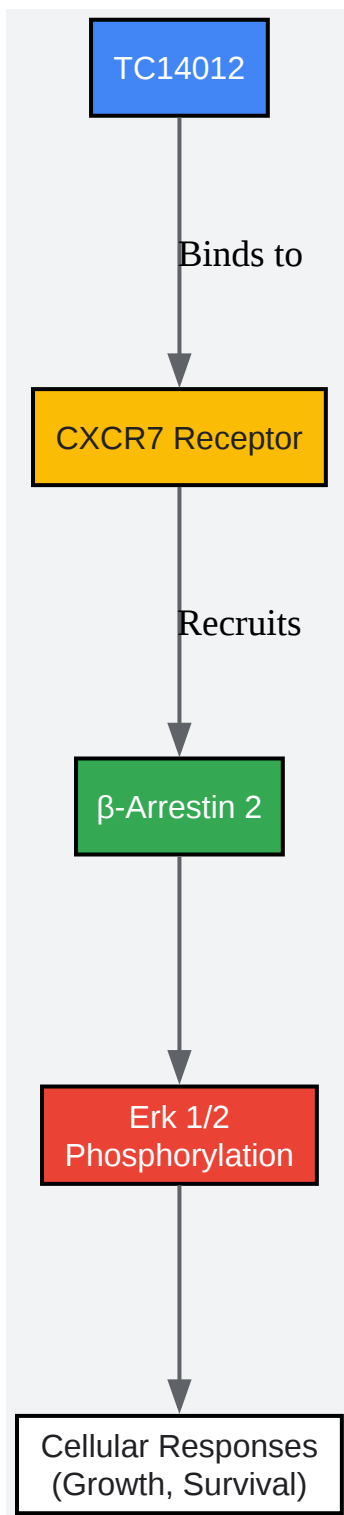 TC14012
Binds to
CXCR7 Receptor
Recruits
β-Arrestin 2
Erk 1/2
Phosphorylation
Cellular Responses
(Growth, Survival)